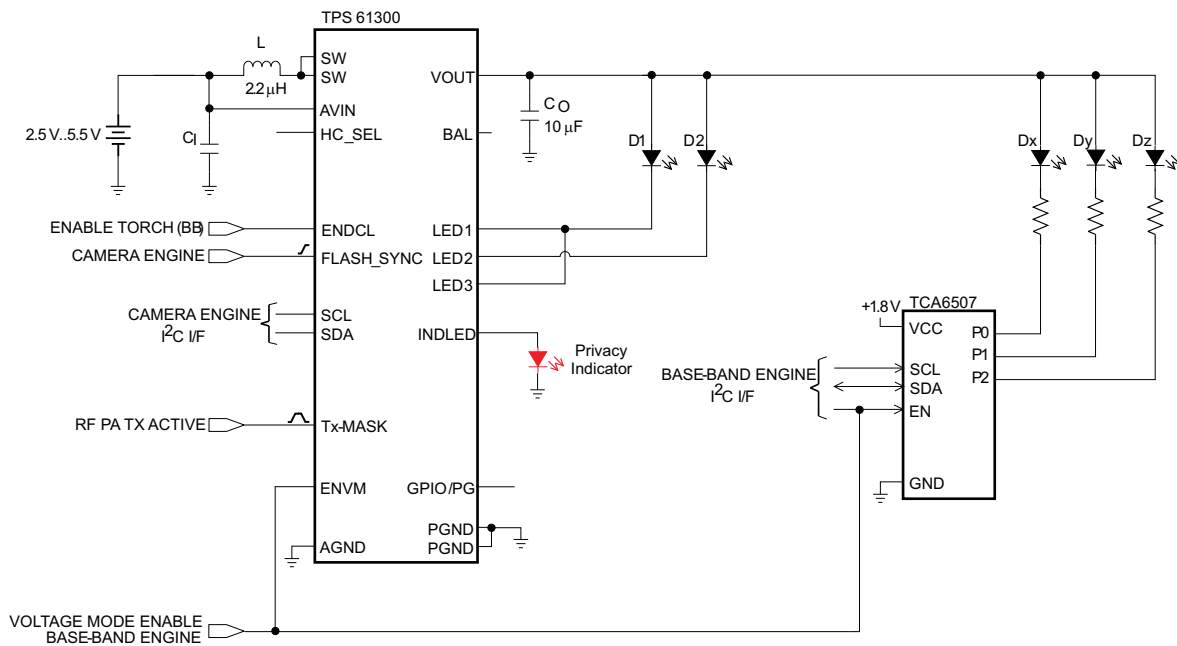 TPS 61300
L
2.2 μH
SW
SW
AVIN
HC_SEL
2.5 V..5.5 V
CI
VOUT
BAL
CO
10 μF
D1
D2
Dx
Dy
Dz
ENABLE TORCH (BB)
CAMERA ENGINE
ENDCL
FLASH_SYNC
LED1
LED2
LED3
CAMERA ENGINE
I2C I/F
SCL
SDA
INDLED
Privacy
Indicator
TCA6507
+1.8 V
VCC
P0
P1
P2
BASE-BAND ENGINE
I2C I/F
SCL
SDA
EN
GND
RF PA TX ACTIVE
Tx-MASK
ENVM
GPIO/PG
PGND
PGND
AGND
VOLTAGE MODE ENABLE
BASE-BAND ENGINE